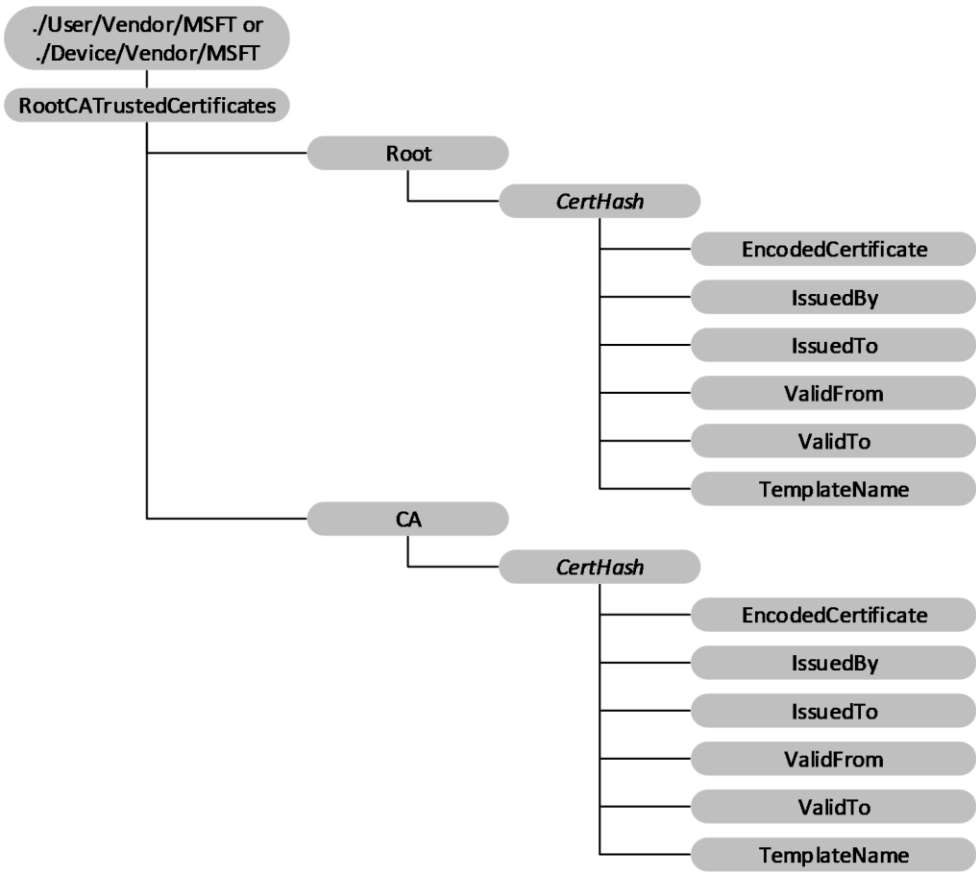 ./User/Vendor/MSFT or
./Device/Vendor/MSFT
RootCATrustedCertificates
Root
CertHash
EncodedCertificate
IssuedBy
IssuedTo
ValidFrom
ValidTo
TemplateName
CA
CertHash
EncodedCertificate
IssuedBy
IssuedTo
ValidFrom
ValidTo
TemplateName